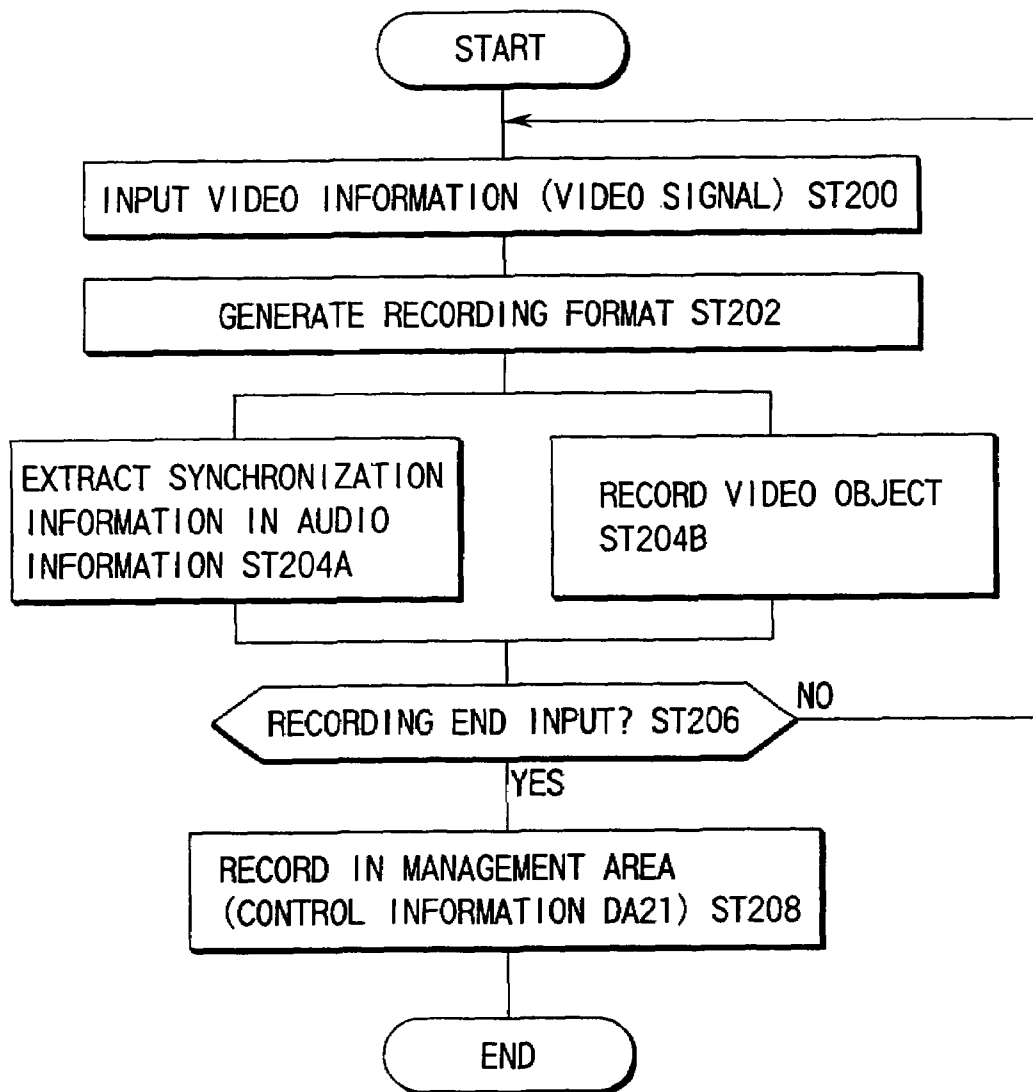 START
INPUT VIDEO INFORMATION (VIDEO SIGNAL) ST200
GENERATE RECORDING FORMAT ST202
EXTRACT SYNCHRONIZATION
INFORMATION IN AUDIO
INFORMATION ST204A
RECORD VIDEO OBJECT
ST204B
RECORDING END INPUT? ST206
NO
YES
RECORD IN MANAGEMENT AREA
(CONTROL INFORMATION DA21) ST208
END